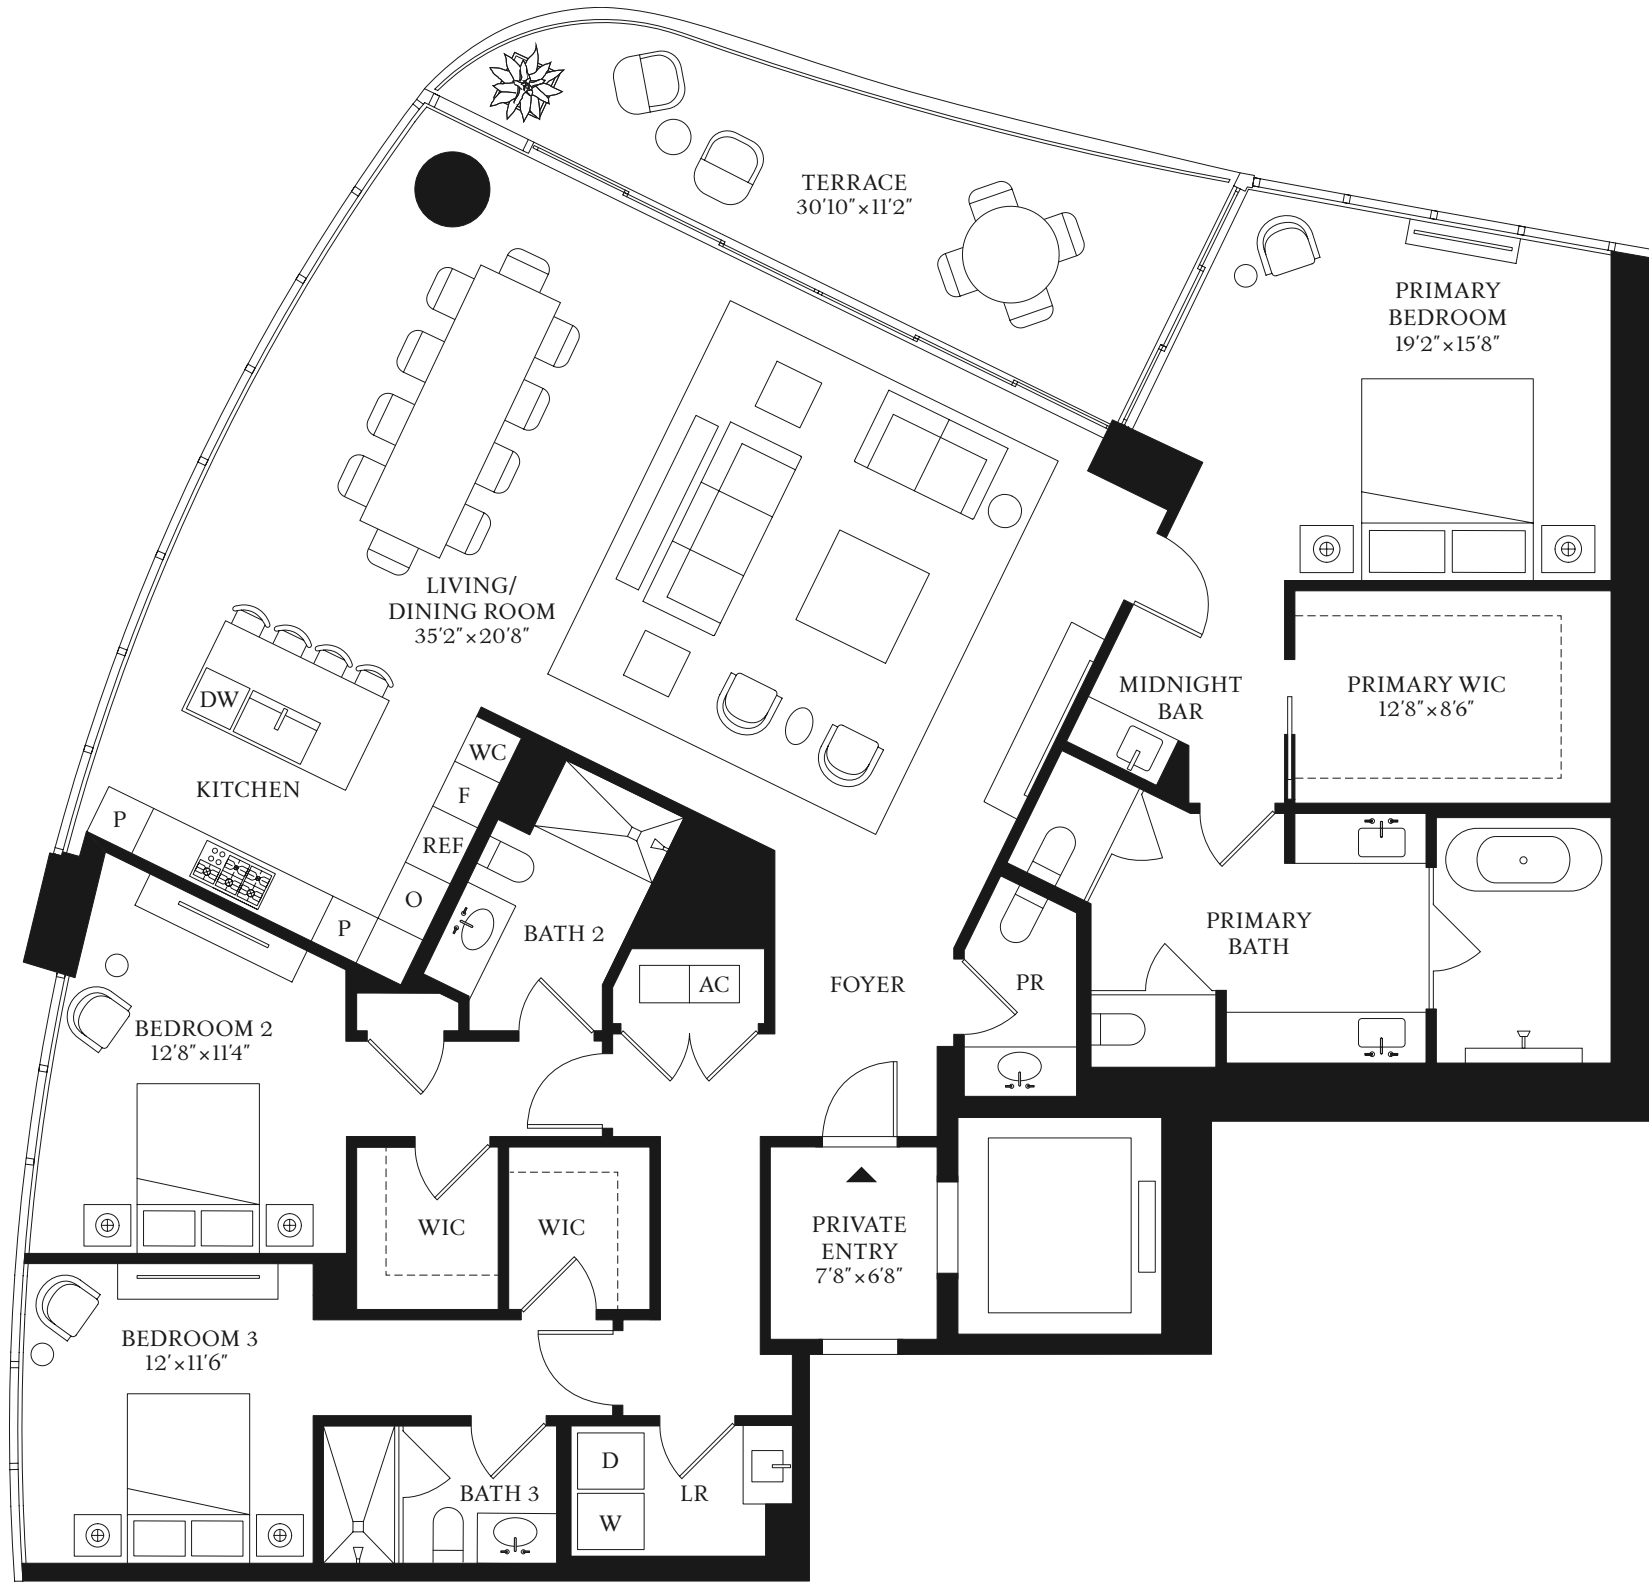 TERRACE
30'10"×11'2"
PRIMARY
BEDROOM
19'2"×15'8"
LIVING/
DINING ROOM
35'2"×20'8"
MIDNIGHT
BAR
PRIMARY WIC
12'8"×8'6"
DW
KITCHEN
WC
F
REF
O
P
P
BATH 2
AC
FOYER
PR
PRIMARY
BATH
BEDROOM 2
12'8"×11'4"
WIC
WIC
PRIVATE
ENTRY
7'8"×6'8"
BEDROOM 3
12'×11'6"
BATH 3
D
W
LR